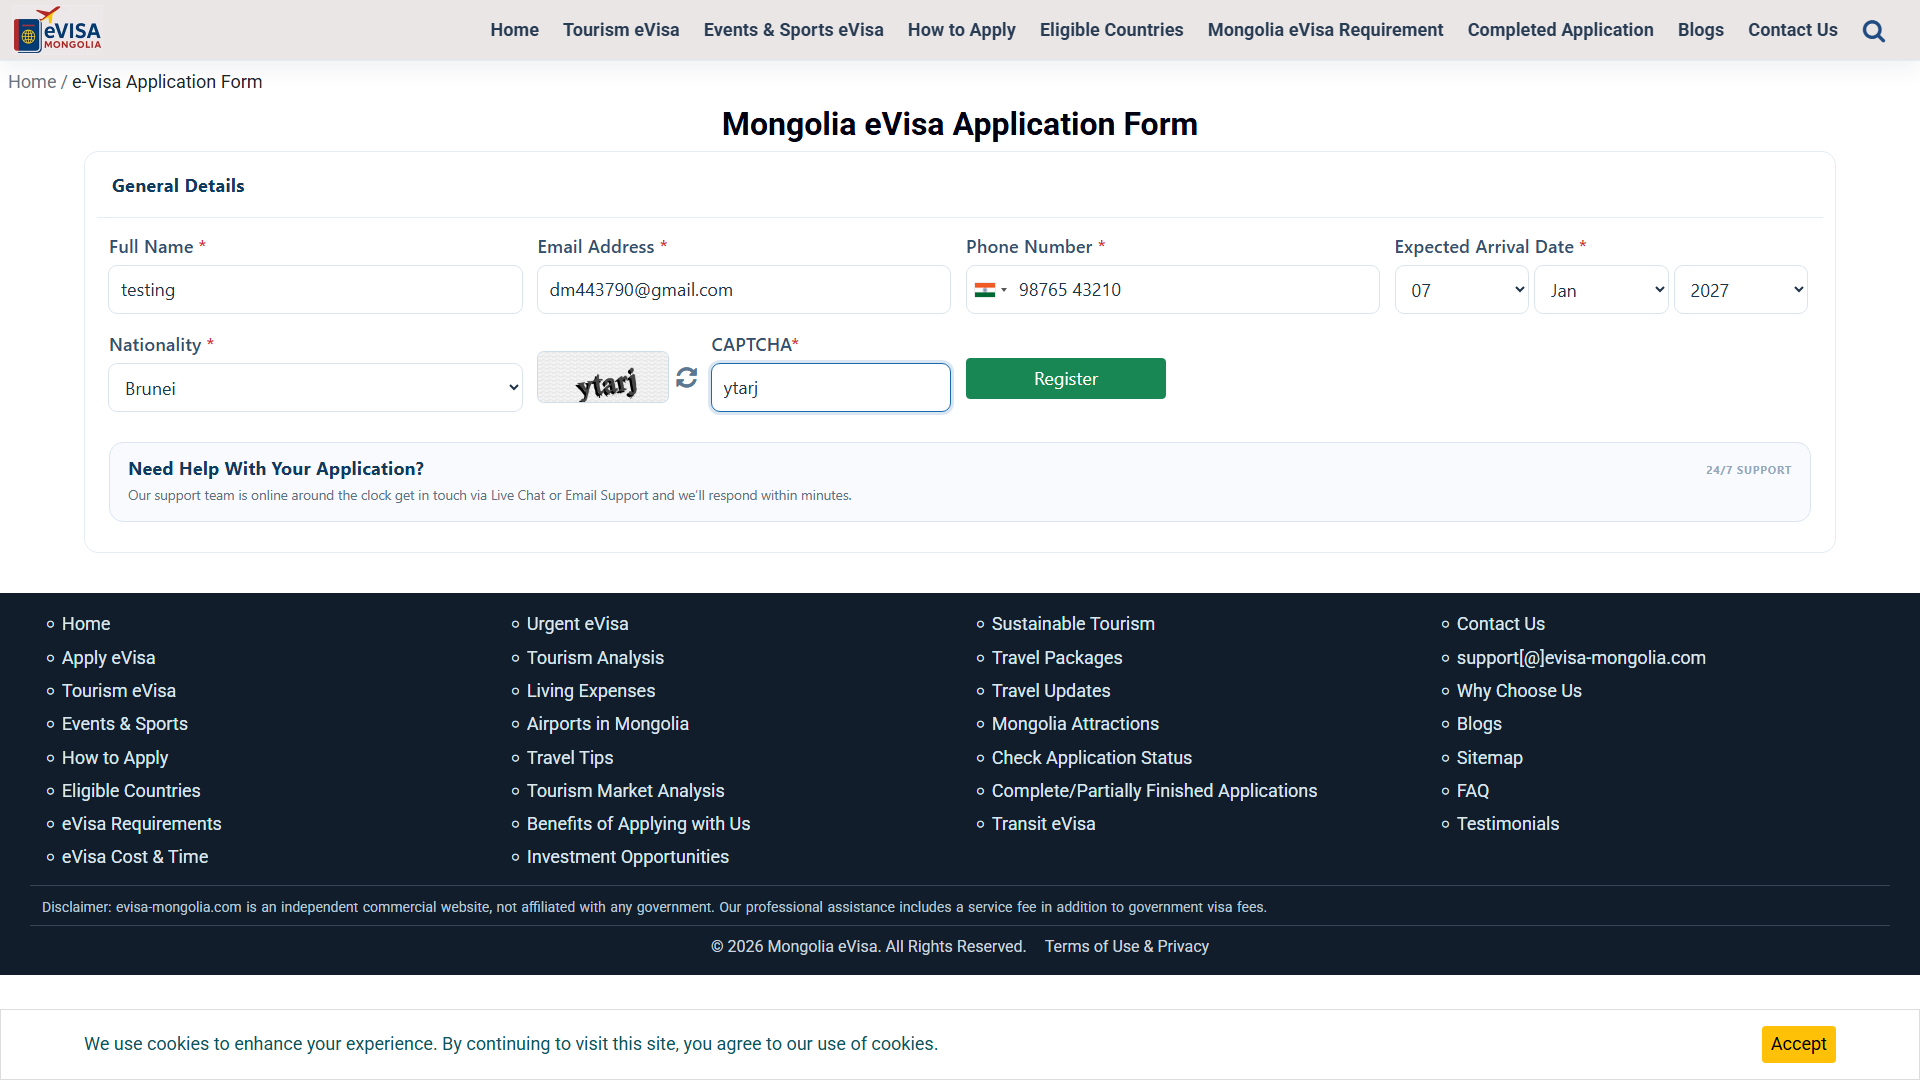 eVISA
MONGOLIA
Home Tourism eVisa Events & Sports eVisa How to Apply Eligible Countries Mongolia eVisa Requirement Completed Application Blogs Contact Us
Home / e-Visa Application Form
Mongolia eVisa Application Form
General Details
Full Name * Email Address * Phone Number * Expected Arrival Date *
testing dm443790@gmail.com 98765 43210 07 Jan 2027
Nationality * CAPTCHA*
Brunei ytarj ytarj Register
Need Help With Your Application? 24/7 SUPPORT
Our support team is online around the clock get in touch via Live Chat or Email Support and we'll respond within minutes.
Home Urgent eVisa Sustainable Tourism Contact Us
Apply eVisa Tourism Analysis Travel Packages support[@]evisa-mongolia.com
Tourism eVisa Living Expenses Travel Updates Why Choose Us
Events & Sports Airports in Mongolia Mongolia Attractions Blogs
How to Apply Travel Tips Check Application Status Sitemap
Eligible Countries Tourism Market Analysis Complete/Partially Finished Applications FAQ
eVisa Requirements Benefits of Applying with Us Transit eVisa Testimonials
eVisa Cost & Time Investment Opportunities
Disclaimer: evisa-mongolia.com is an independent commercial website, not affiliated with any government. Our professional assistance includes a service fee in addition to government visa fees.
© 2026 Mongolia eVisa. All Rights Reserved. Terms of Use & Privacy
We use cookies to enhance your experience. By continuing to visit this site, you agree to our use of cookies. Accept